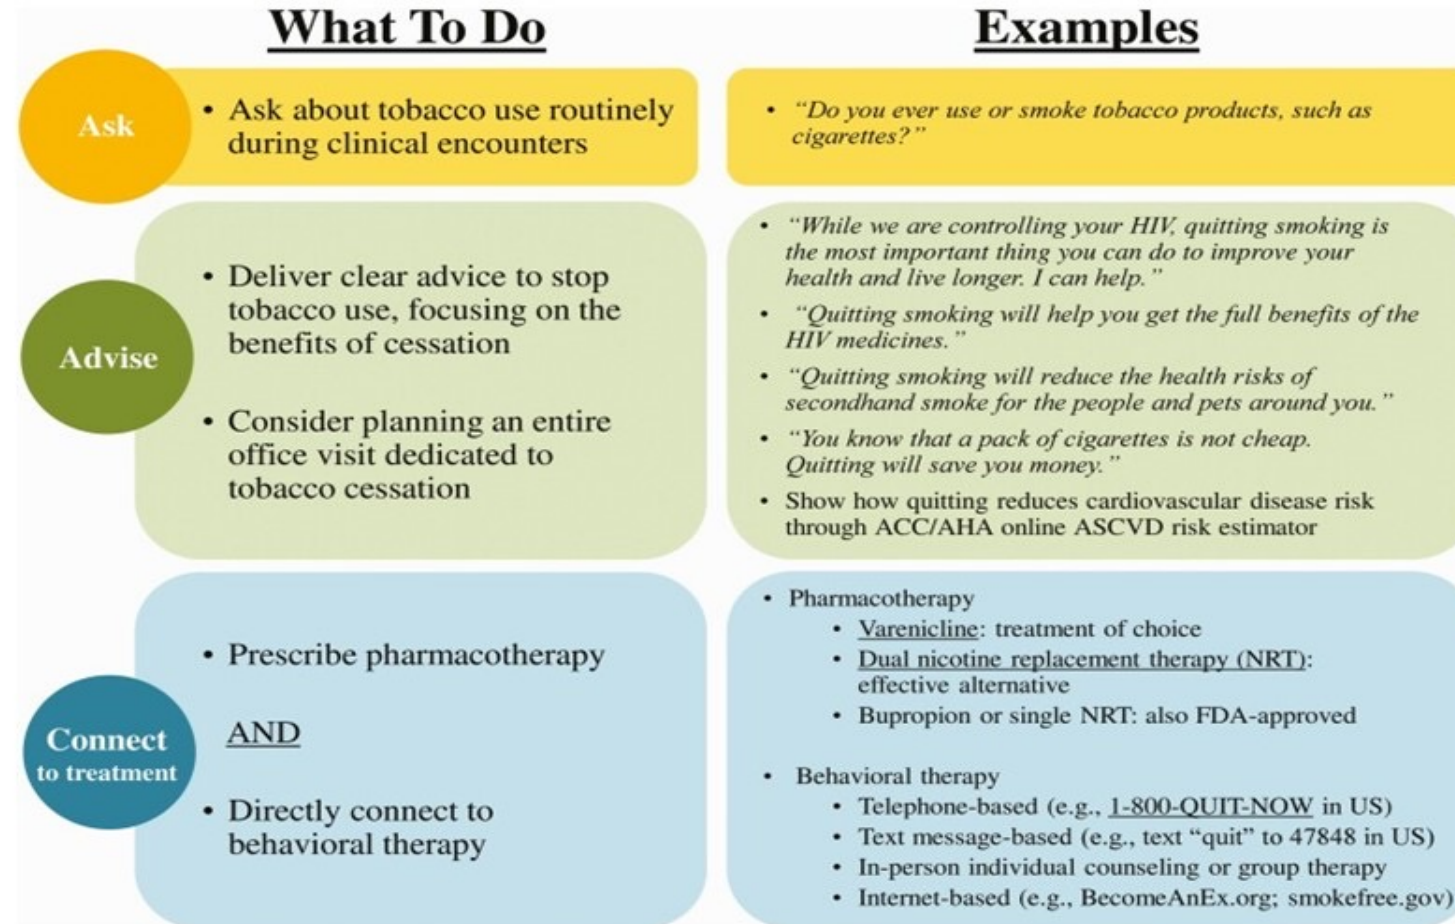 What To Do
Examples
Ask
• Ask about tobacco use routinely
during clinical encounters
• “Do you ever use or smoke tobacco products, such as
cigarettes?”
Advise
• Deliver clear advice to stop
tobacco use, focusing on the
benefits of cessation
• Consider planning an entire
office visit dedicated to
tobacco cessation
• “While we are controlling your HIV, quitting smoking is
the most important thing you can do to improve your
health and live longer. I can help.”
• “Quitting smoking will help you get the full benefits of the
HIV medicines.”
• “Quitting smoking will reduce the health risks of
secondhand smoke for the people and pets around you.”
• “You know that a pack of cigarettes is not cheap.
Quitting will save you money.”
• Show how quitting reduces cardiovascular disease risk
through ACC/AHA online ASCVD risk estimator
Connect
to treatment
• Prescribe pharmacotherapy
AND
• Directly connect to
behavioral therapy
• Pharmacotherapy
• Varenicline: treatment of choice
• Dual nicotine replacement therapy (NRT):
effective alternative
• Bupropion or single NRT: also FDA-approved
• Behavioral therapy
• Telephone-based (e.g., 1-800-QUIT-NOW in US)
• Text message-based (e.g., text “quit” to 47848 in US)
• In-person individual counseling or group therapy
• Internet-based (e.g., BecomeAnEx.org; smokefree.gov)